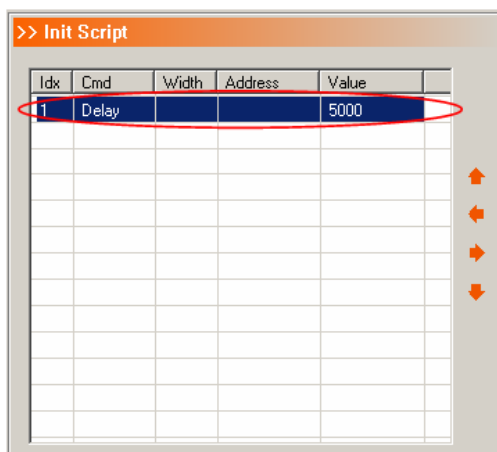 >> Init Script
Idx Cmd Width Address Value
1 Delay 5000